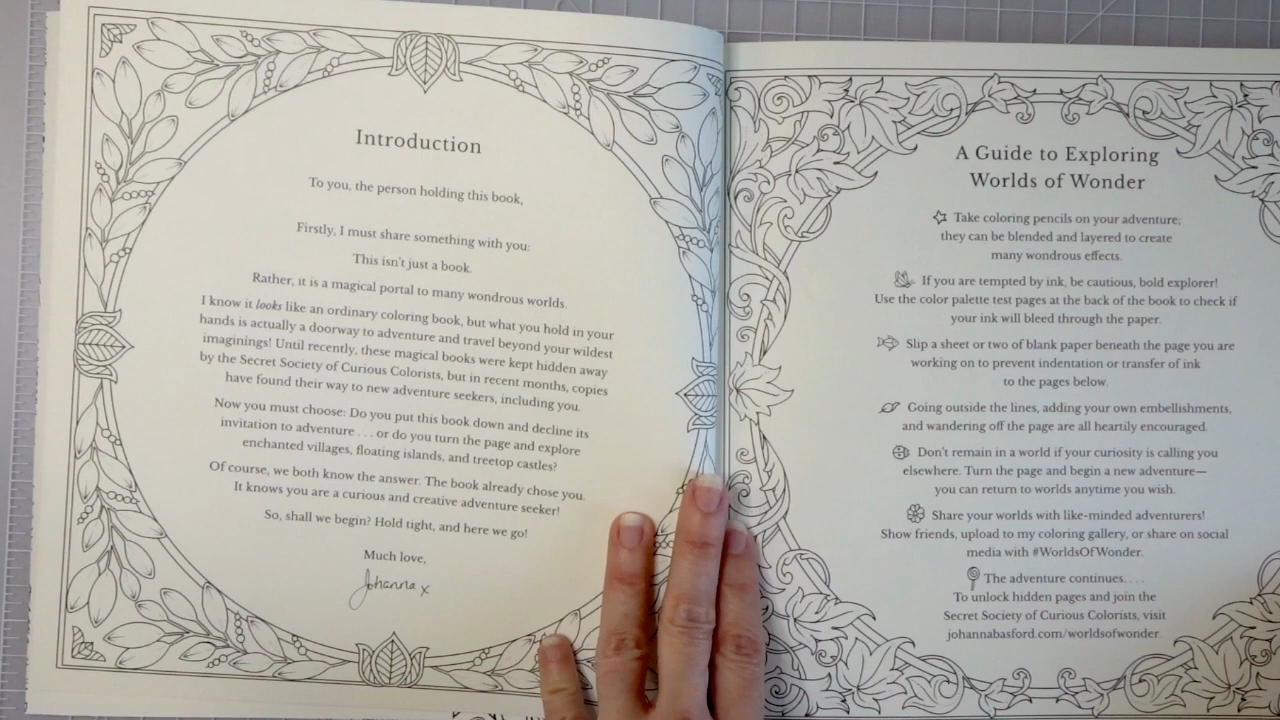 Introduction
To you, the person holding this book,
Firstly, I must share something with you:
This isn't just a book.
Rather, it is a magical portal to many wondrous worlds.
I know it looks like an ordinary coloring book, but what you hold in your
hands is actually a doorway to adventure and travel beyond your wildest
imaginings! Until recently, these magical books were kept hidden away
by the Secret Society of Curious Colorists, but in recent months, copies
have found their way to new adventure seekers, including you.
Now you must choose: Do you put this book down and decline its
invitation to adventure . . . or do you turn the page and explore
enchanted villages, floating islands, and treetop castles?
Of course, we both know the answer. The book already chose you.
It knows you are a curious and creative adventure seeker!
So, shall we begin? Hold tight, and here we go!
Much love,
Johanna x
A Guide to Exploring
Worlds of Wonder
Take coloring pencils on your adventure;
they can be blended and layered to create
many wondrous effects.
If you are tempted by ink, be cautious, bold explorer!
Use the color palette test pages at the back of the book to check if
your ink will bleed through the paper.
Slip a sheet or two of blank paper beneath the page you are
working on to prevent indentation or transfer of ink
to the pages below.
Going outside the lines, adding your own embellishments,
and wandering off the page are all heartily encouraged.
Don't remain in a world if your curiosity is calling you
elsewhere. Turn the page and begin a new adventure—
you can return to worlds anytime you wish.
Share your worlds with like-minded adventurers!
Show friends, upload to my coloring gallery, or share on social
media with #WorldsOfWonder.
The adventure continues. . . .
To unlock hidden pages and join the
Secret Society of Curious Colorists, visit
johannabasford.com/worldsofwonder.